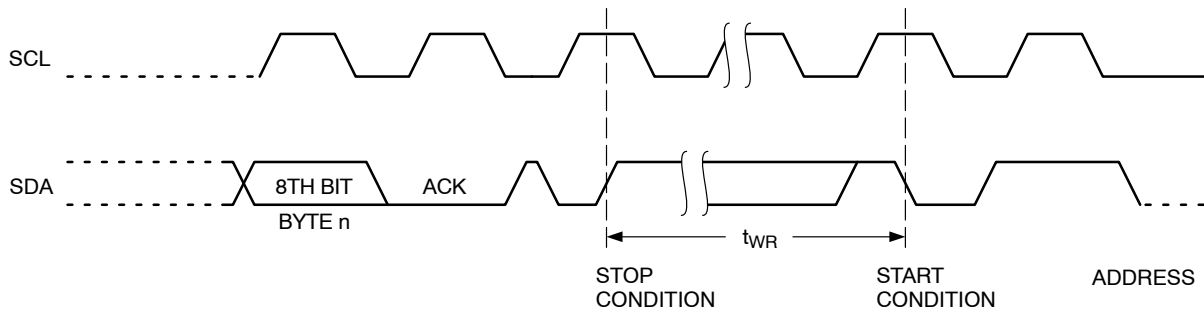 SCL
SDA
8TH BIT
ACK
BYTE n
tWR
STOP
CONDITION
START
CONDITION
ADDRESS